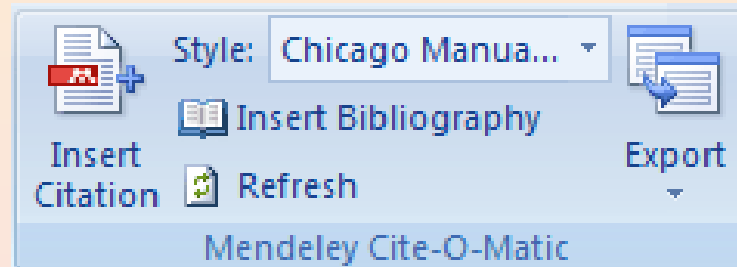 Style: Chicago Manua...
Insert Bibliography
Insert
Citation
Refresh
Export
Mendeley Cite-O-Matic